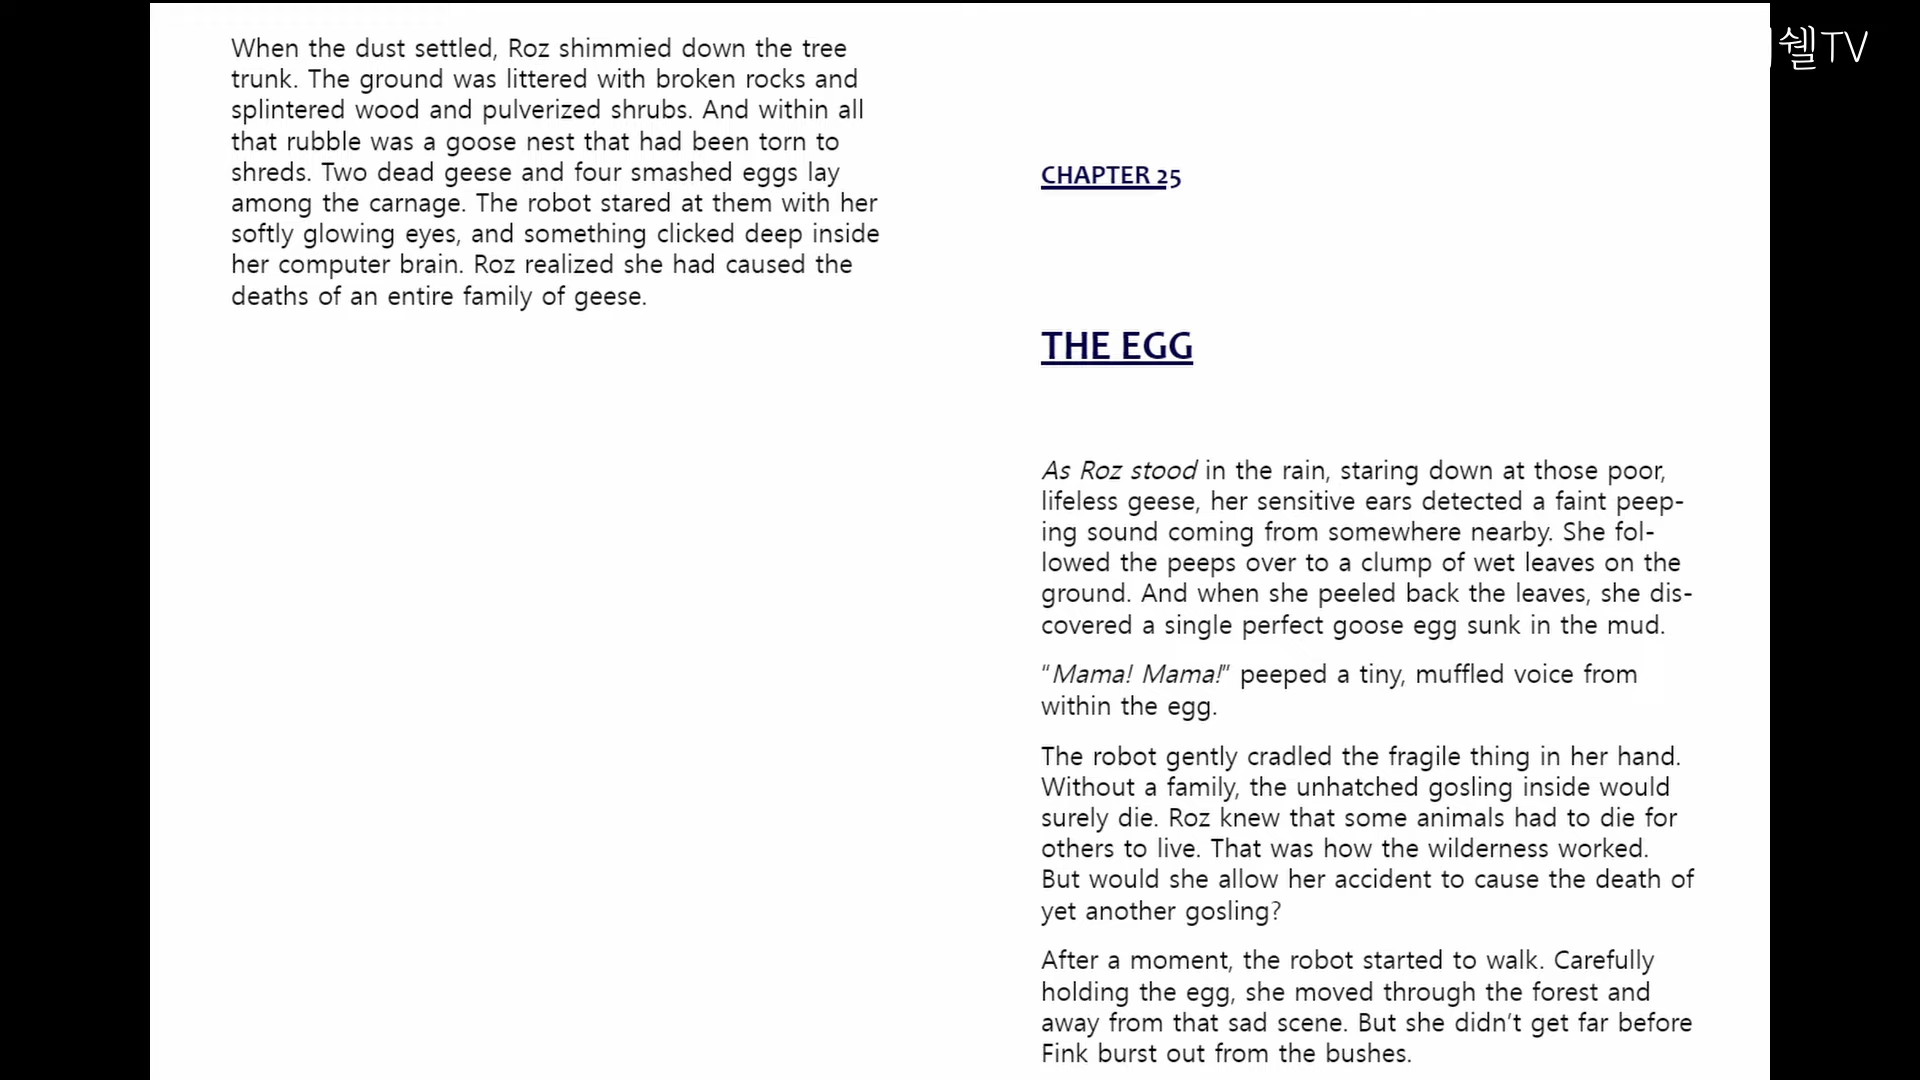 When the dust settled, Roz shimmied down the tree
trunk. The ground was littered with broken rocks and
splintered wood and pulverized shrubs. And within all
that rubble was a goose nest that had been torn to
shreds. Two dead geese and four smashed eggs lay
among the carnage. The robot stared at them with her
softly glowing eyes, and something clicked deep inside
her computer brain. Roz realized she had caused the
deaths of an entire family of geese.
CHAPTER 25
THE EGG
As Roz stood in the rain, staring down at those poor,
lifeless geese, her sensitive ears detected a faint peep-
ing sound coming from somewhere nearby. She fol-
lowed the peeps over to a clump of wet leaves on the
ground. And when she peeled back the leaves, she dis-
covered a single perfect goose egg sunk in the mud.
“Mama! Mama!” peeped a tiny, muffled voice from
within the egg.
The robot gently cradled the fragile thing in her hand.
Without a family, the unhatched gosling inside would
surely die. Roz knew that some animals had to die for
others to live. That was how the wilderness worked.
But would she allow her accident to cause the death of
yet another gosling?
After a moment, the robot started to walk. Carefully
holding the egg, she moved through the forest and
away from that sad scene. But she didn’t get far before
Fink burst out from the bushes.
쉘TV